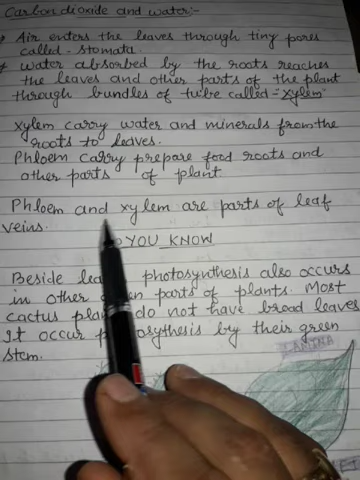 Carbon dioxide and water:-
Air enters the leaves through tiny pores
called - stomata
water absorbed by the roots reaches
the leaves and other parts of the plant
through bundles of tube called = xylem
xylem carry water and minerals from the
roots to leaves.
Phloem carry prepare food roots and
other parts of plant
Phloem and xylem are parts of leaf
veins.
YOU KNOW
Beside photosynthesis also occurs
in other parts of plants. Most
cactus do not have broad leaves
It occur by their green
stem.
LAMINA